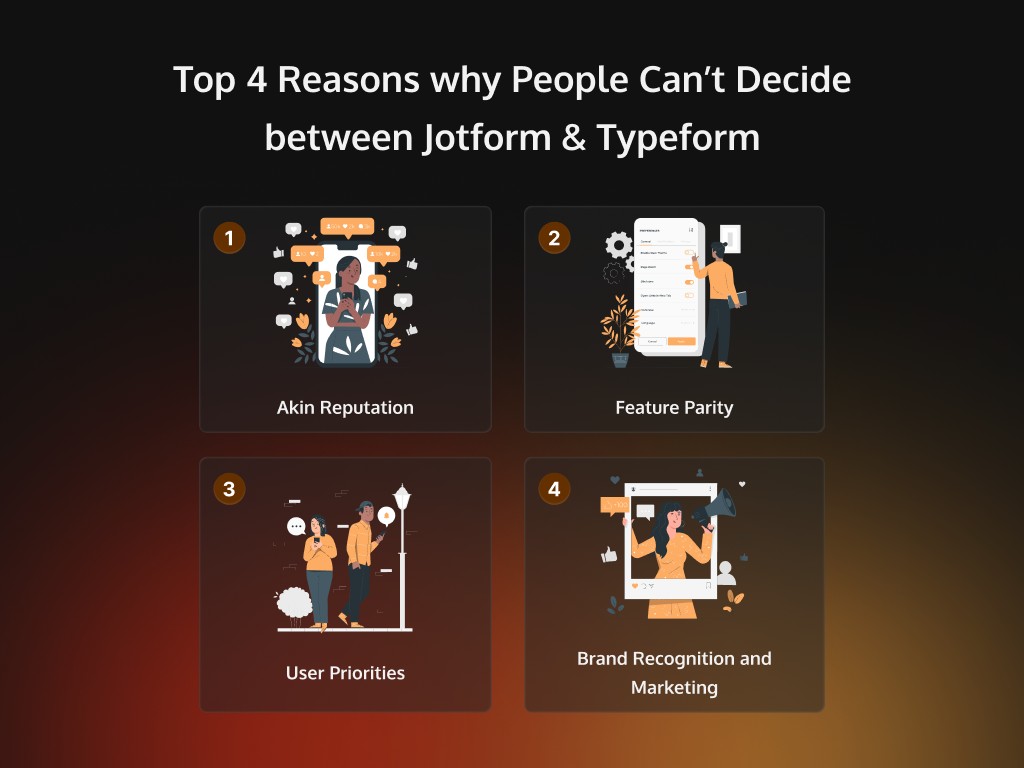 Top 4 Reasons why People Can’t Decide
between Jotform & Typeform
1
Akin Reputation
2
Feature Parity
3
User Priorities
4
Brand Recognition and
Marketing